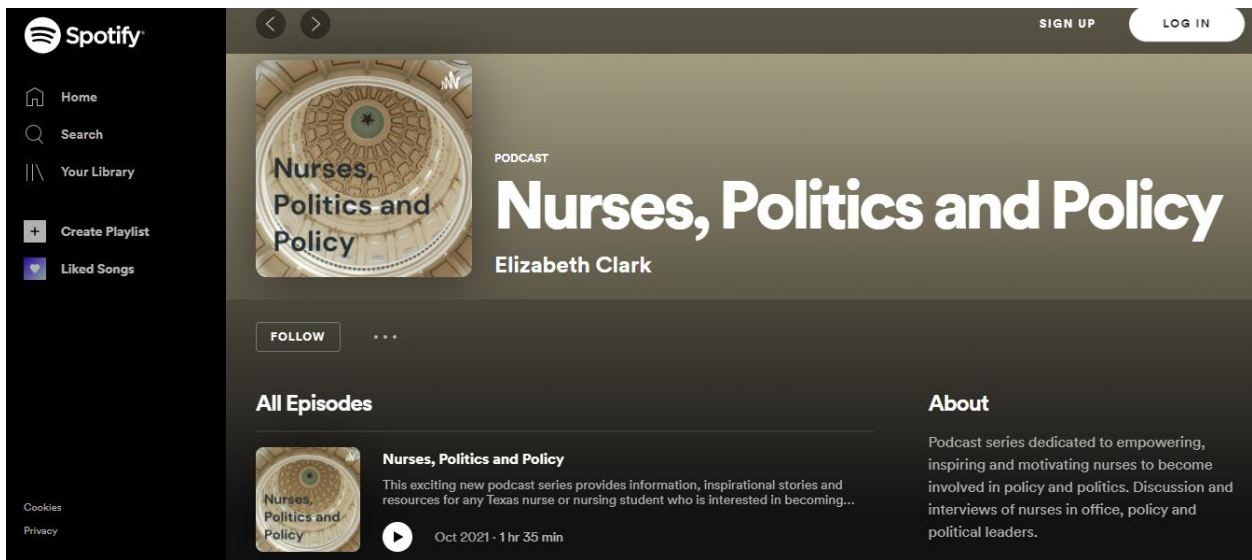 Spotify
Home
Search
Your Library
Create Playlist
Liked Songs
Cookies
Privacy
SIGN UP
LOG IN
Nurses,
Politics and
Policy
PODCAST
Nurses, Politics and Policy
Elizabeth Clark
FOLLOW
All Episodes
Nurses,
Politics and
Policy
Nurses, Politics and Policy
This exciting new podcast series provides information, inspirational stories and
resources for any Texas nurse or nursing student who is interested in becoming...
Oct 2021 · 1 hr 35 min
About
Podcast series dedicated to empowering,
inspiring and motivating nurses to become
involved in policy and politics. Discussion and
interviews of nurses in office, policy and
political leaders.